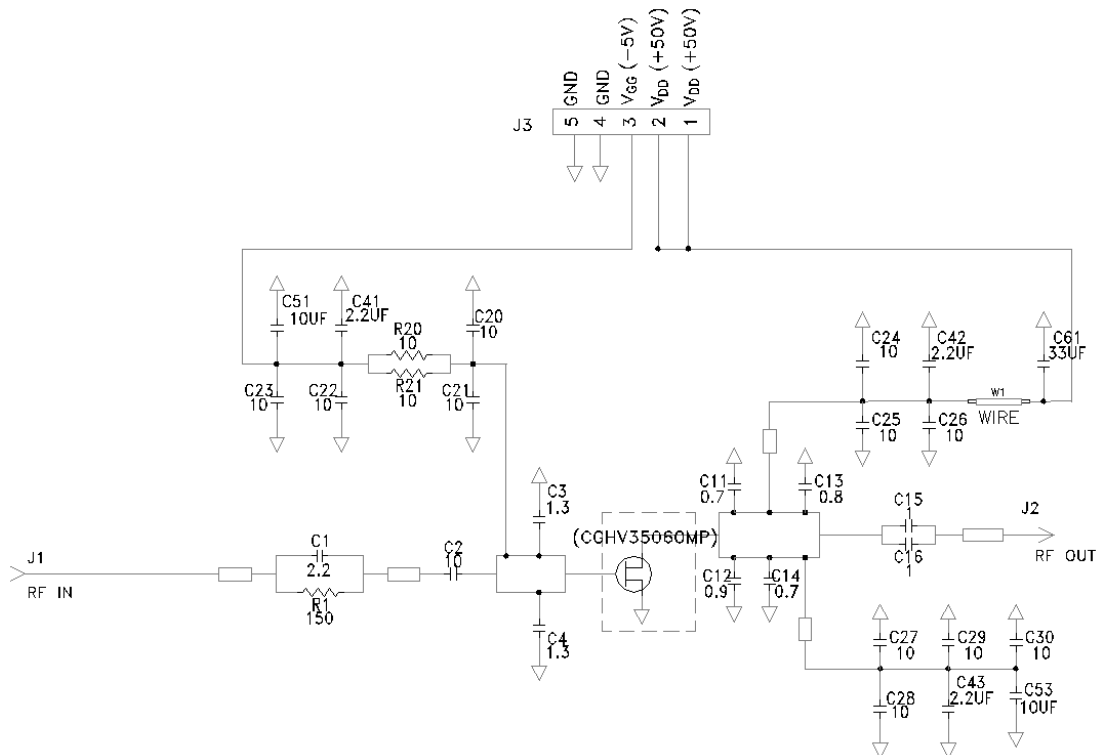 GND
GND
VGG (-5V)
VDD (+50V)
VDD (+50V)
J3
5
4
3
2
1
C51
10UF
C41
2.2UF
R20
10
C20
10
R21
10
C23
10
C22
10
C21
10
C24
10
C42
2.2UF
C61
33UF
W1
WIRE
C25
10
C26
10
C3
1.3
(CGHV35060MP)
C11
0.7
C13
0.8
C15
1
C16
1
J2
RF OUT
J1
RF IN
C1
2.2
R1
150
C2
10
C12
0.9
C14
0.7
C4
1.3
C27
10
C29
10
C30
10
C28
10
C43
2.2UF
C53
10UF